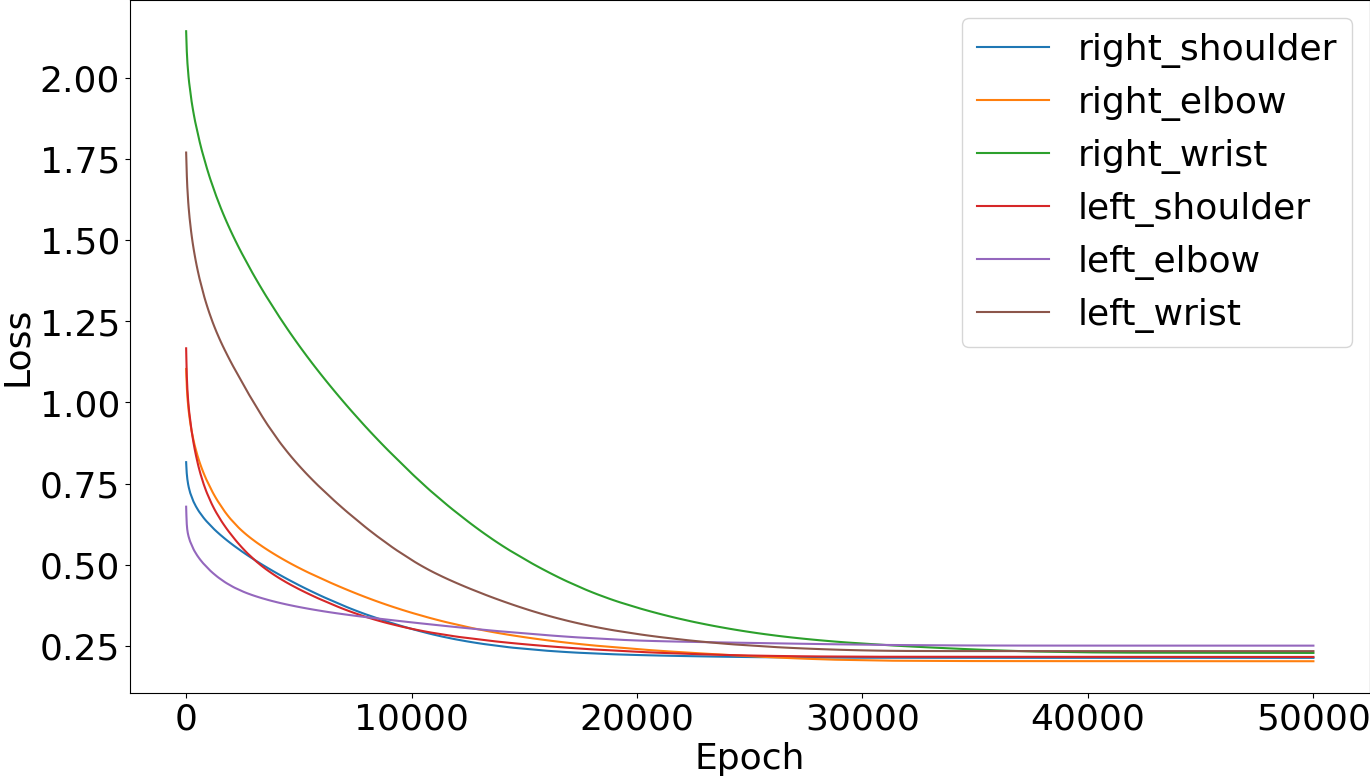 2.00
1.75
1.50
1.25
1.00
0.75
0.50
0.25
Loss
0 10000 20000 30000 40000 50000
Epoch
right_shoulder
right_elbow
right_wrist
left_shoulder
left_elbow
left_wrist